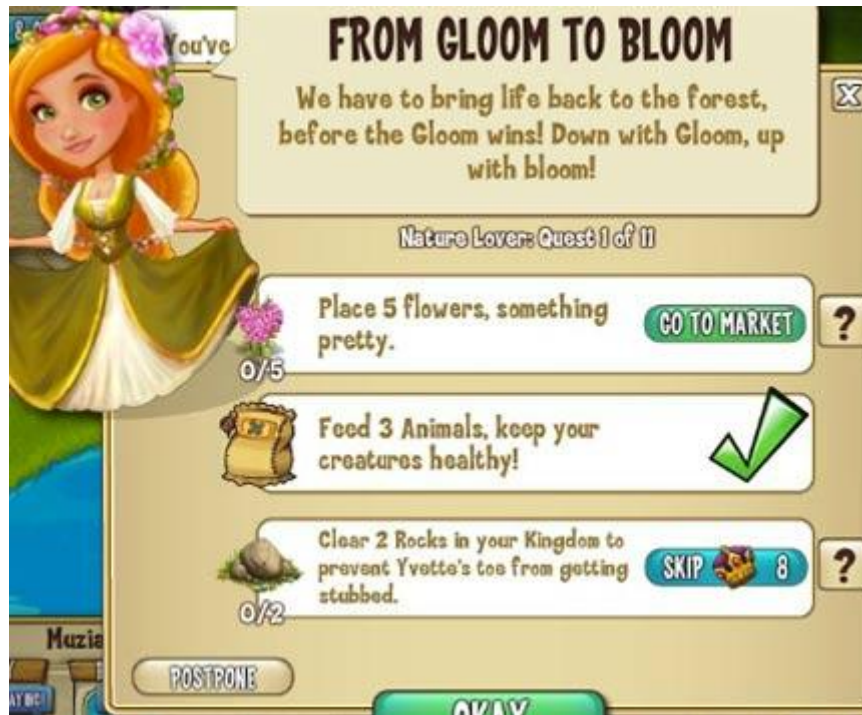 You've
FROM GLOOM TO BLOOM
We have to bring life back to the forest,
before the Gloom wins! Down with Gloom, up
with bloom!
Nature Lover: Quest 1 of 11
Place 5 flowers, something
pretty.
GO TO MARKET
?
0/5
Feed 3 Animals, keep your
creatures healthy!
Clear 2 Rocks in your Kingdom to
prevent Yvette's toe from getting
stubbed.
SKIP 8
?
0/2
Muzia
POSTPONE
OKAY